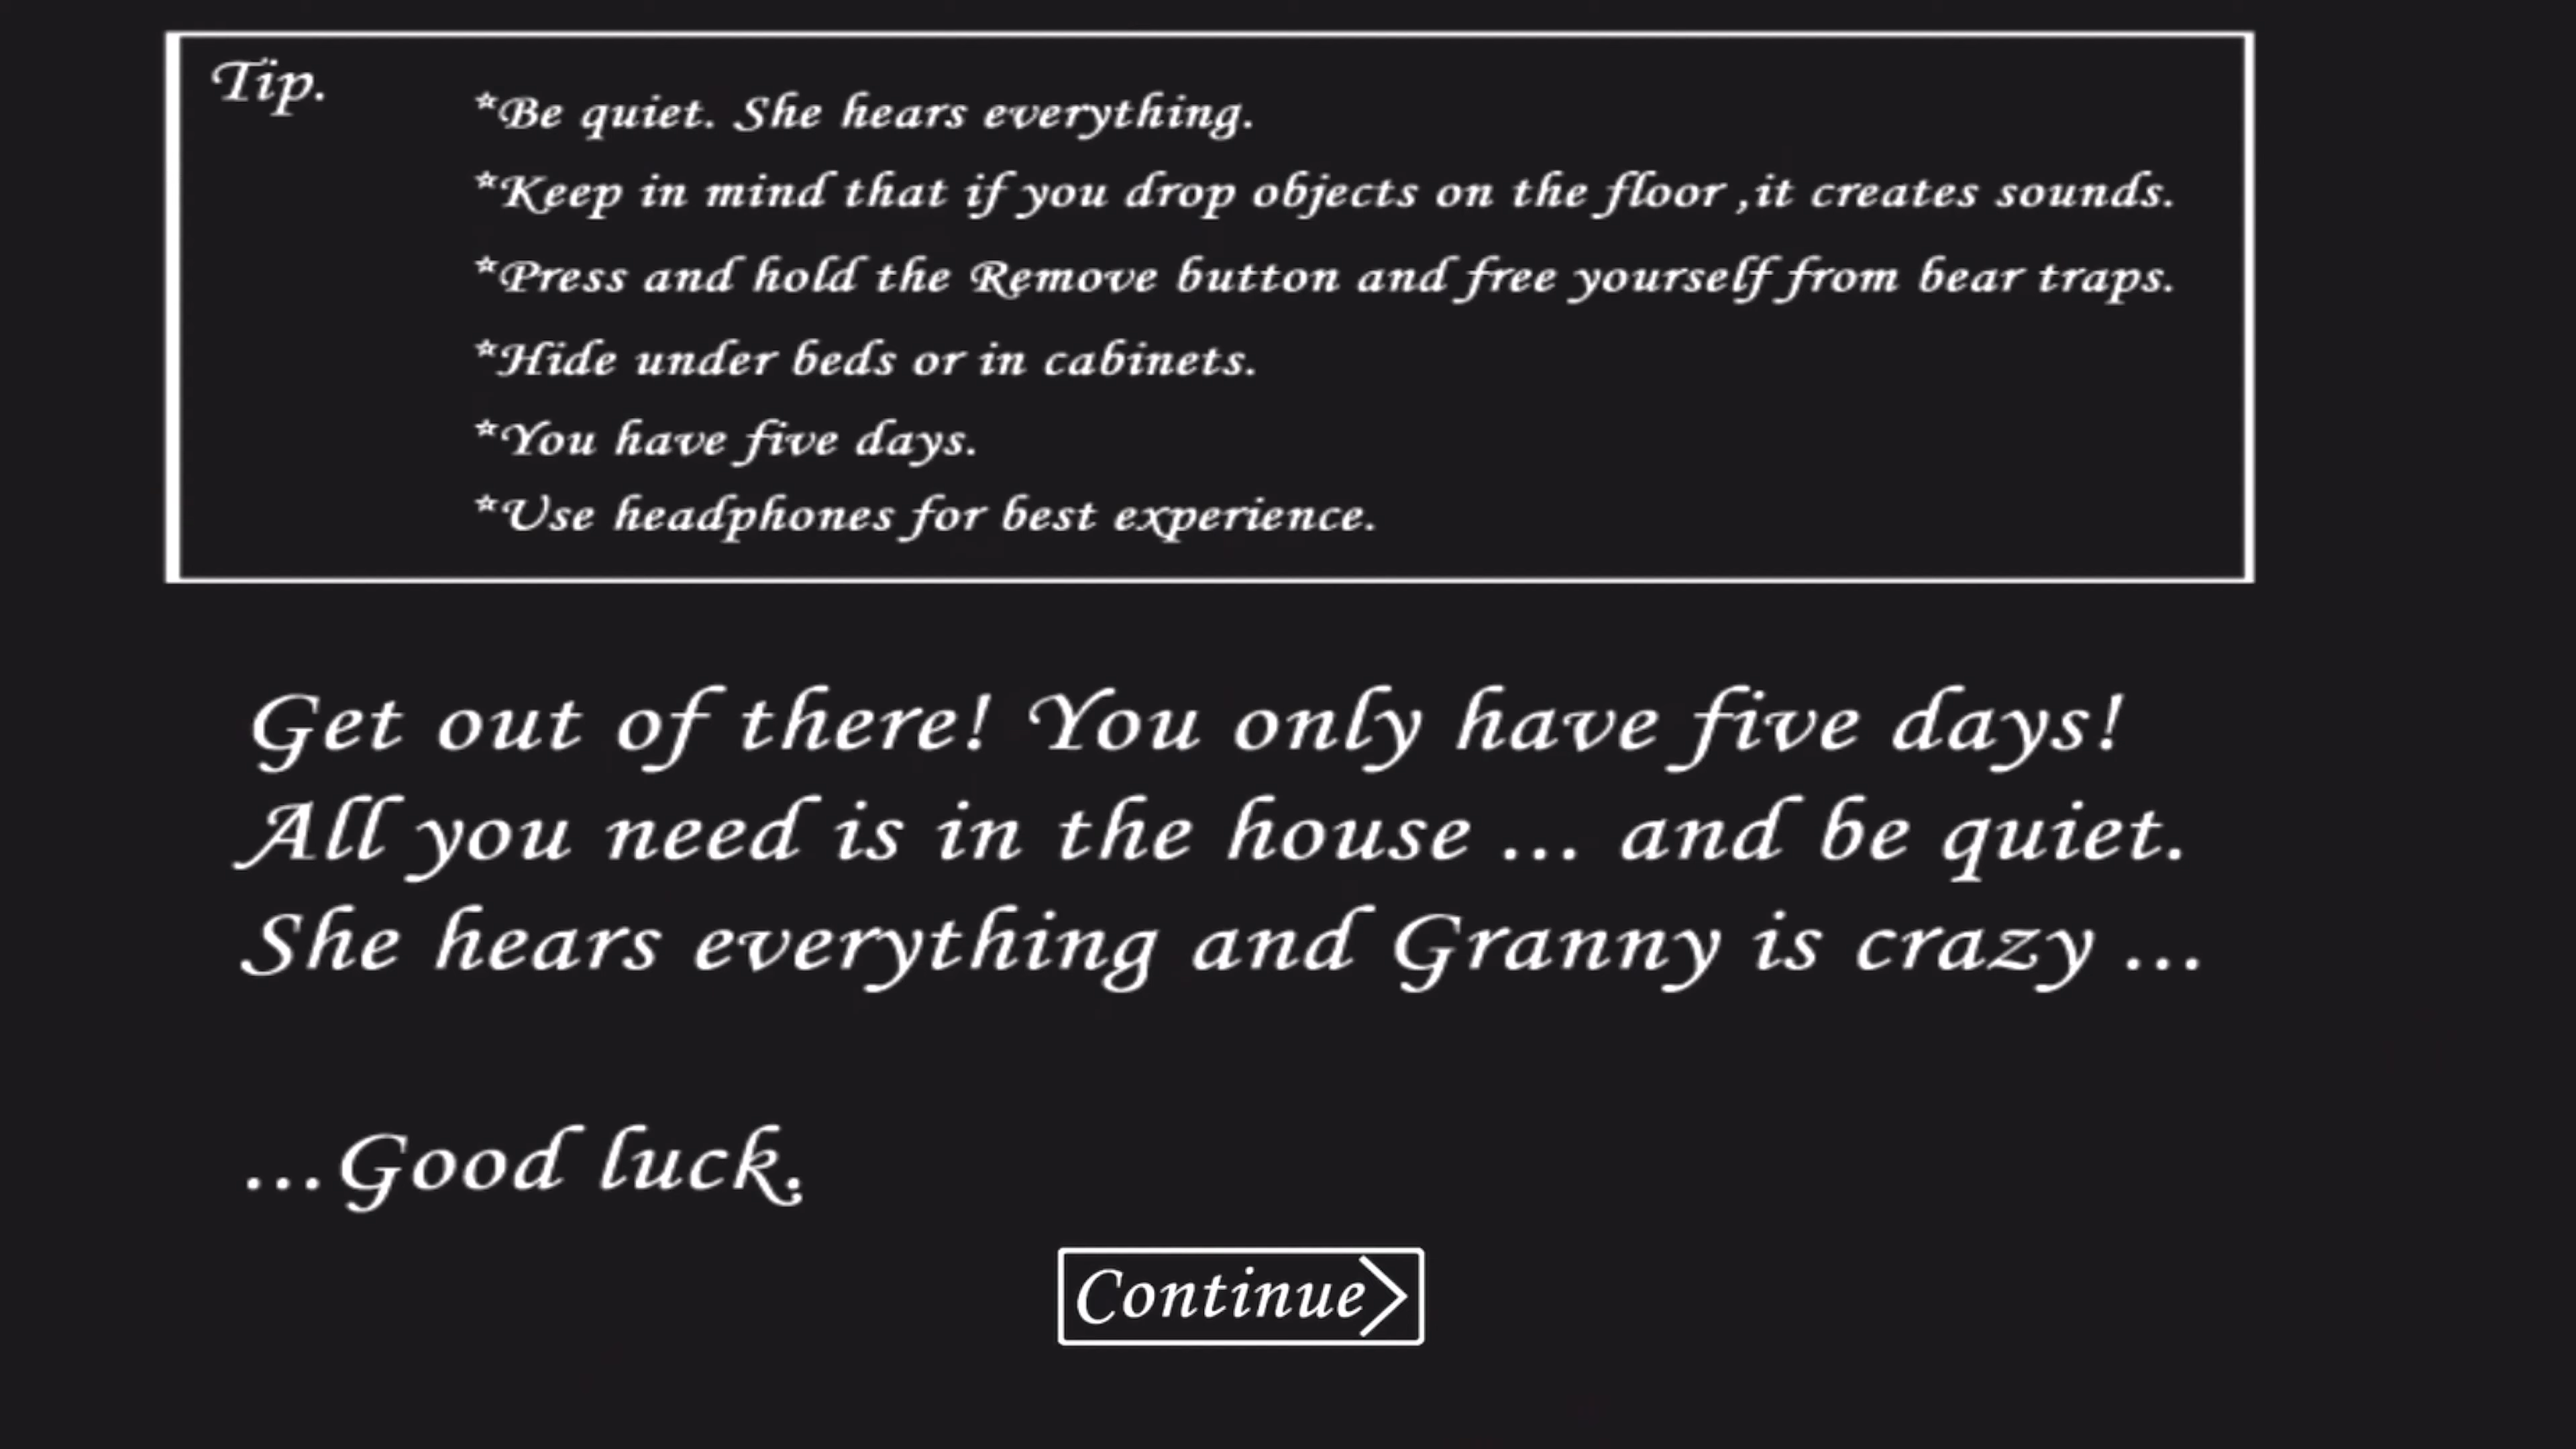 Tip.
*Be quiet. She hears everything.
*Keep in mind that if you drop objects on the floor ,it creates sounds.
*Press and hold the Remove button and free yourself from bear traps.
*Hide under beds or in cabinets.
*You have five days.
*Use headphones for best experience.
Get out of there! You only have five days!
All you need is in the house ... and be quiet.
She hears everything and Granny is crazy ...
...Good luck.
Continue>